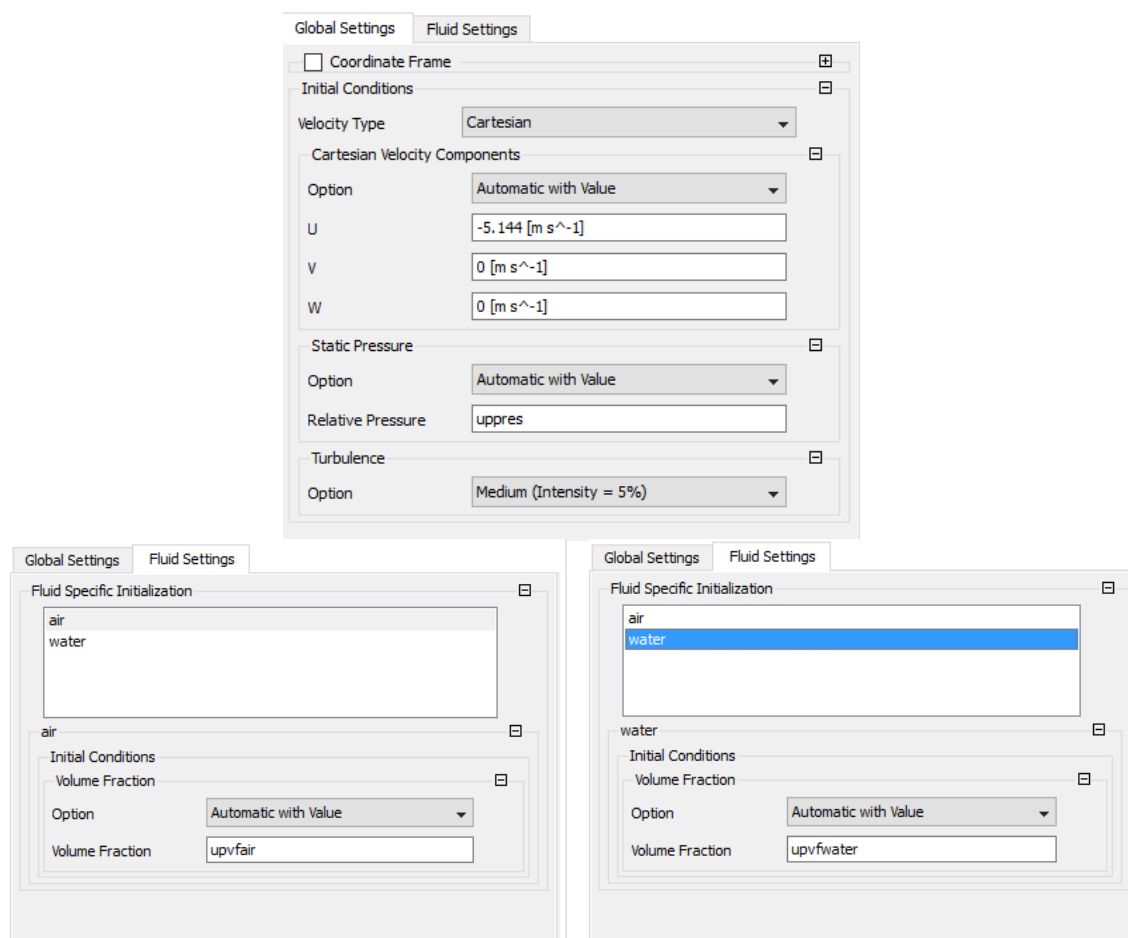 Global Settings Fluid Settings
Coordinate Frame
Initial Conditions
Velocity Type Cartesian
Cartesian Velocity Components
Option Automatic with Value
U -5.144 [m s^-1]
V 0 [m s^-1]
W 0 [m s^-1]
Static Pressure
Option Automatic with Value
Relative Pressure uppres
Turbulence
Option Medium (Intensity = 5%)
Global Settings Fluid Settings
Fluid Specific Initialization
air
water
air
Initial Conditions
Volume Fraction
Option Automatic with Value
Volume Fraction upvfair
Global Settings Fluid Settings
Fluid Specific Initialization
air
water
water
Initial Conditions
Volume Fraction
Option Automatic with Value
Volume Fraction upvfwater